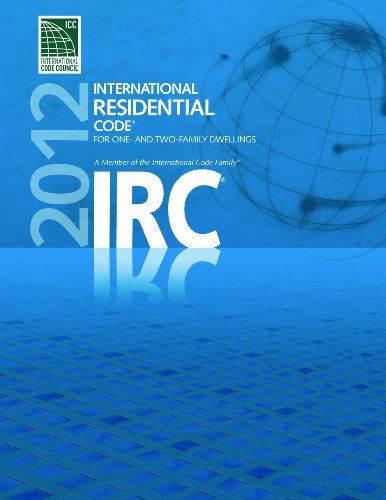 ICC
INTERNATIONAL
CODE COUNCIL®
2012
INTERNATIONAL
RESIDENTIAL
CODE®
FOR ONE- AND TWO-FAMILY DWELLINGS
A Member of the International Code Family®
IRC®